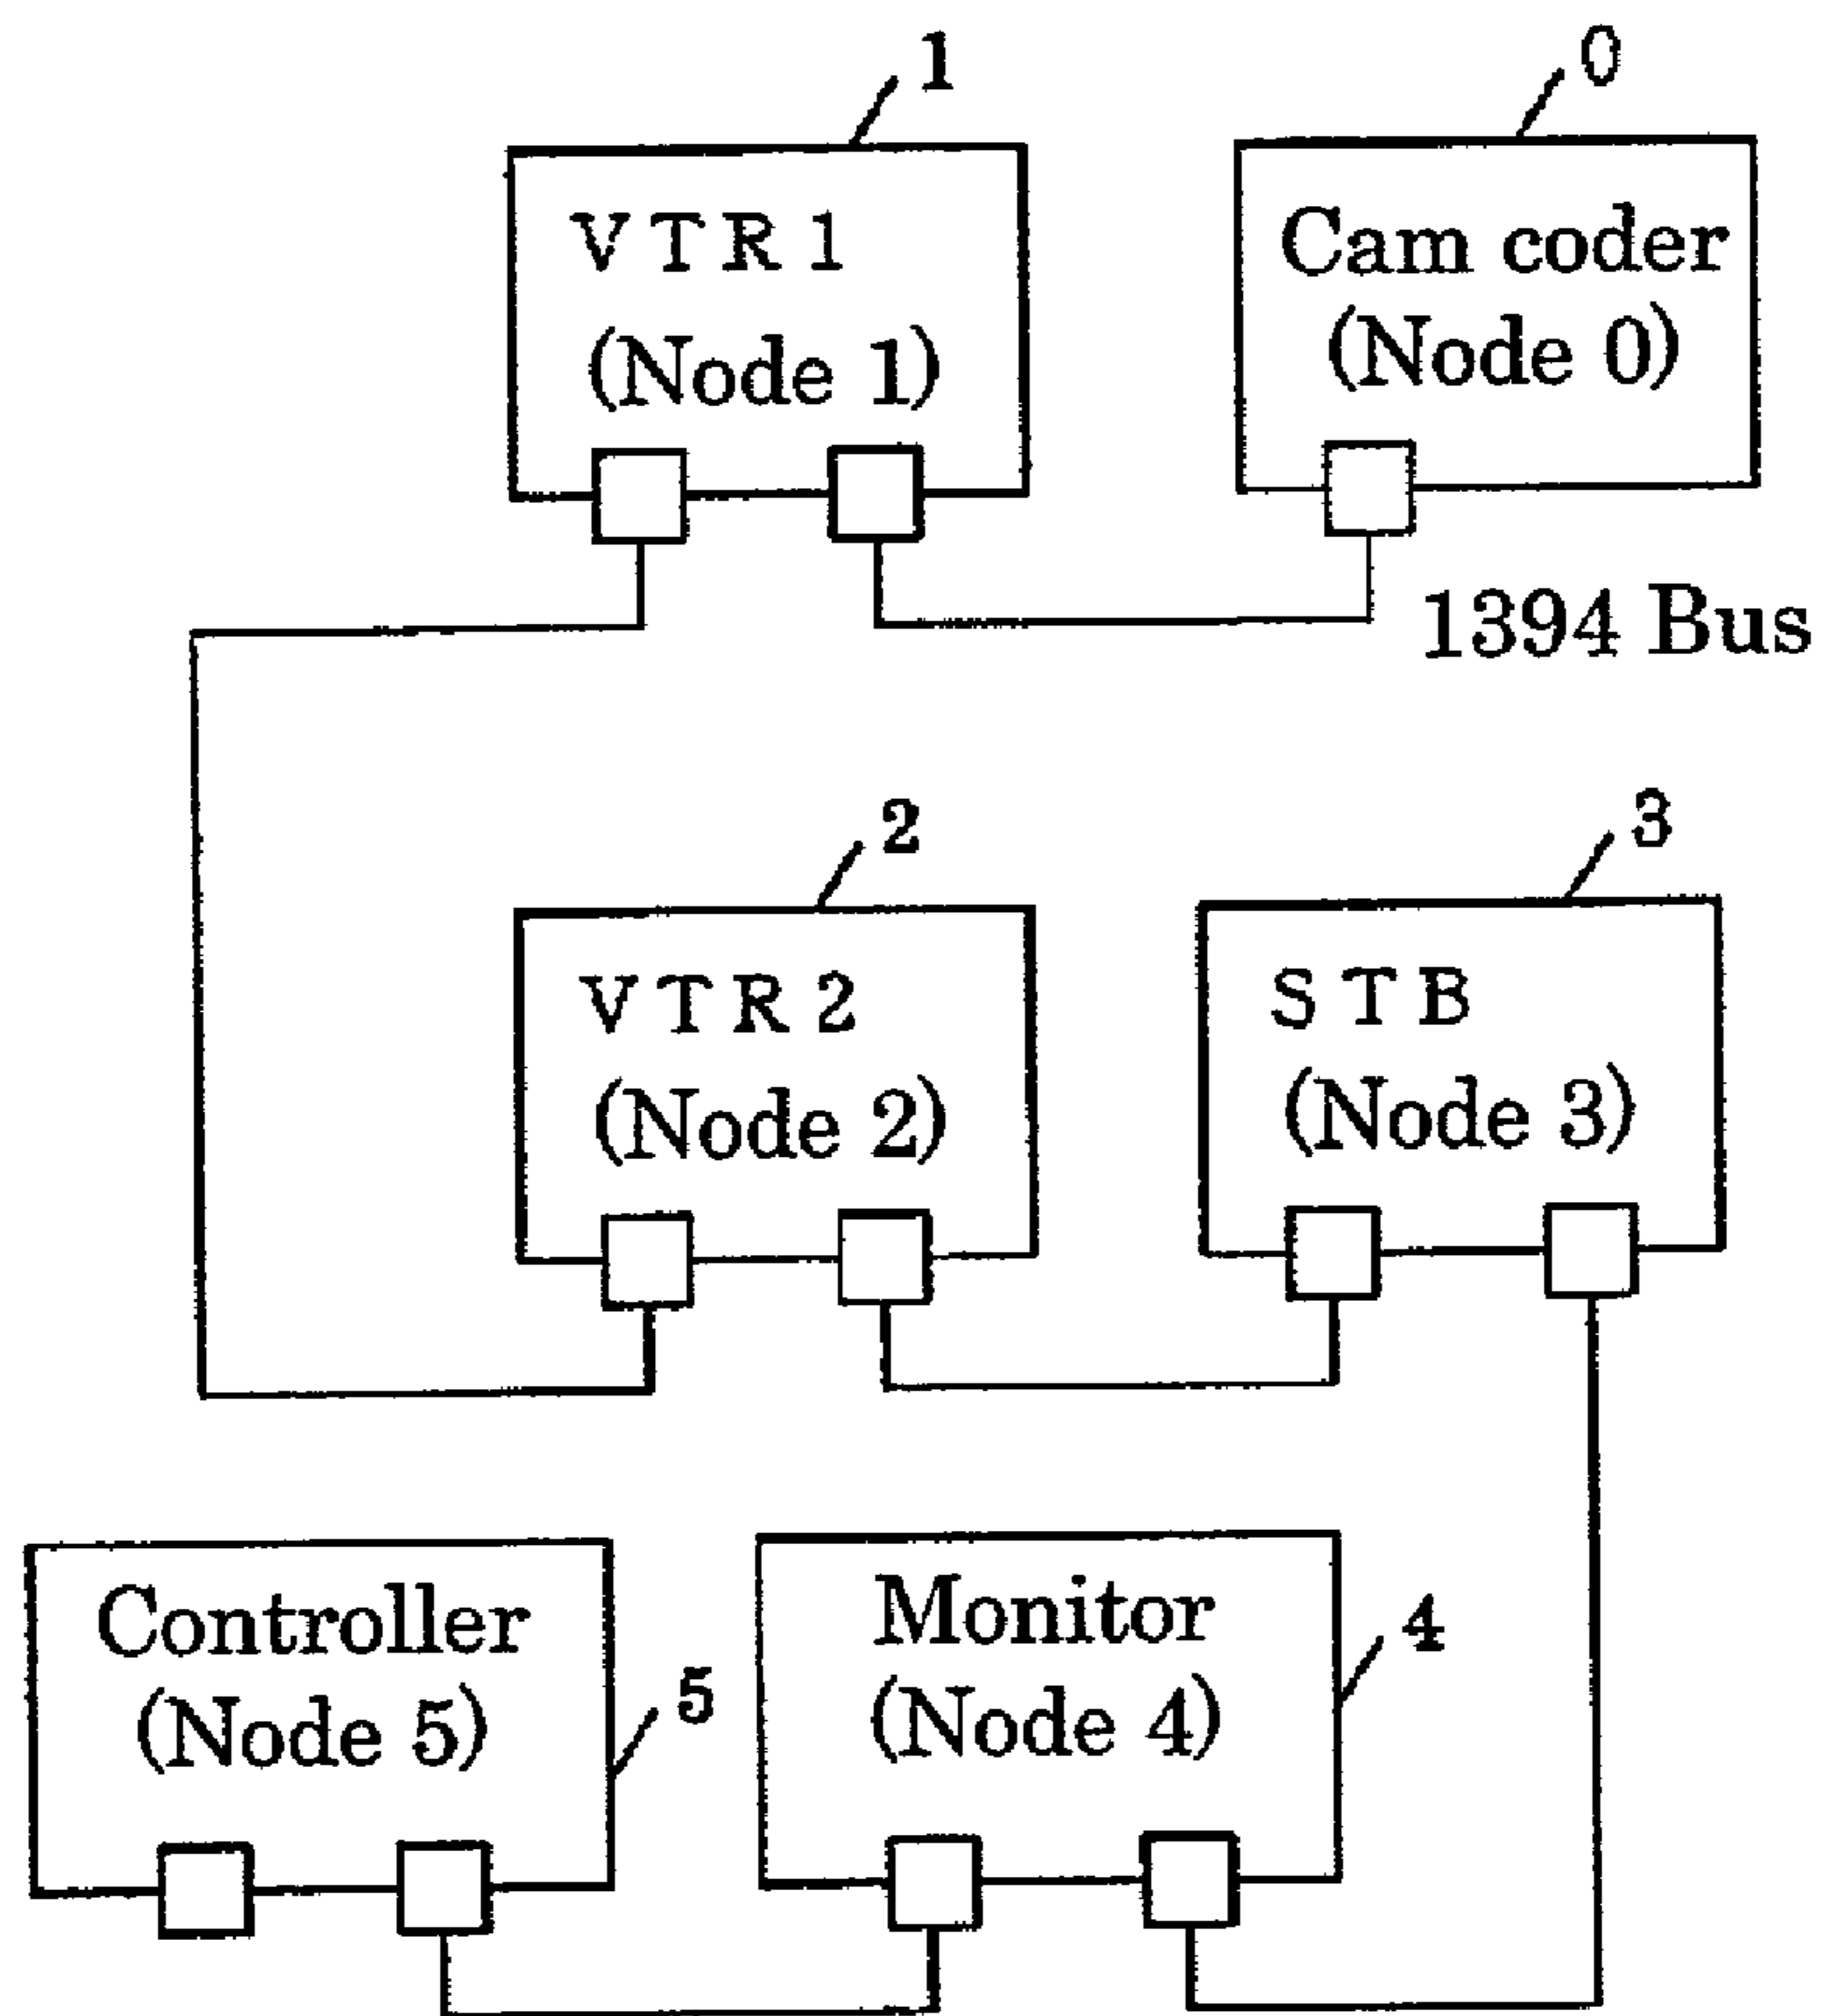 1
0
VTR1
(Node 1)
Cam coder
(Node 0)
1394 Bus
2
3
VTR2
(Node 2)
STB
(Node 3)
Controller
(Node 5)
5
Monitor
(Node 4)
4